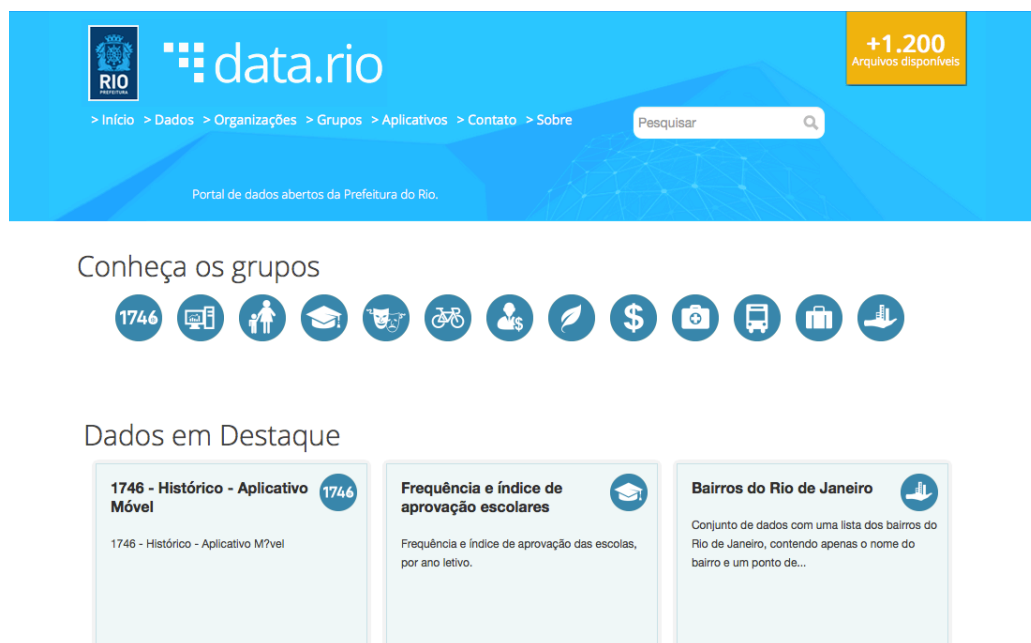 +1.200
Arquivos disponíveis
RIO
PREFEITURA
data.rio
> Início > Dados > Organizações > Grupos > Aplicativos > Contato > Sobre
Pesquisar
Portal de dados abertos da Prefeitura do Rio.
Conheça os grupos
1746
$
Dados em Destaque
1746 - Histórico - Aplicativo
Móvel
1746
1746 - Histórico - Aplicativo M?vel
Frequência e índice de
aprovação escolares
Frequência e índice de aprovação das escolas,
por ano letivo.
Bairros do Rio de Janeiro
Conjunto de dados com uma lista dos bairros do
Rio de Janeiro, contendo apenas o nome do
bairro e um ponto de...